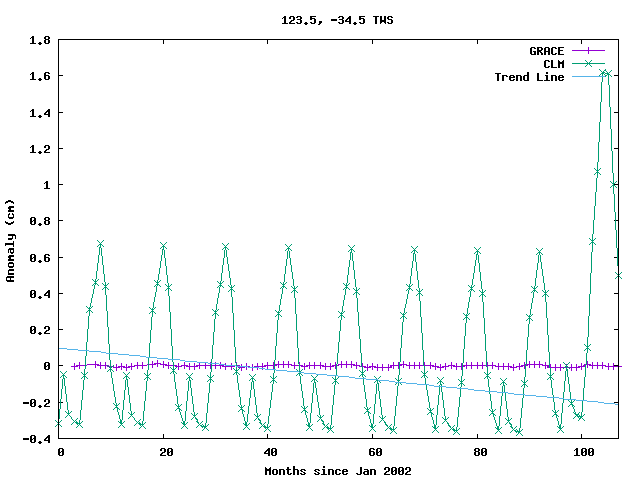 123.5, -34.5 TWS
GRACE
CLM
Trend Line
1.8
1.6
1.4
1.2
1
0.8
0.6
0.4
0.2
0
-0.2
-0.4
Anomaly (cm)
0 20 40 60 80 100
Months since Jan 2002